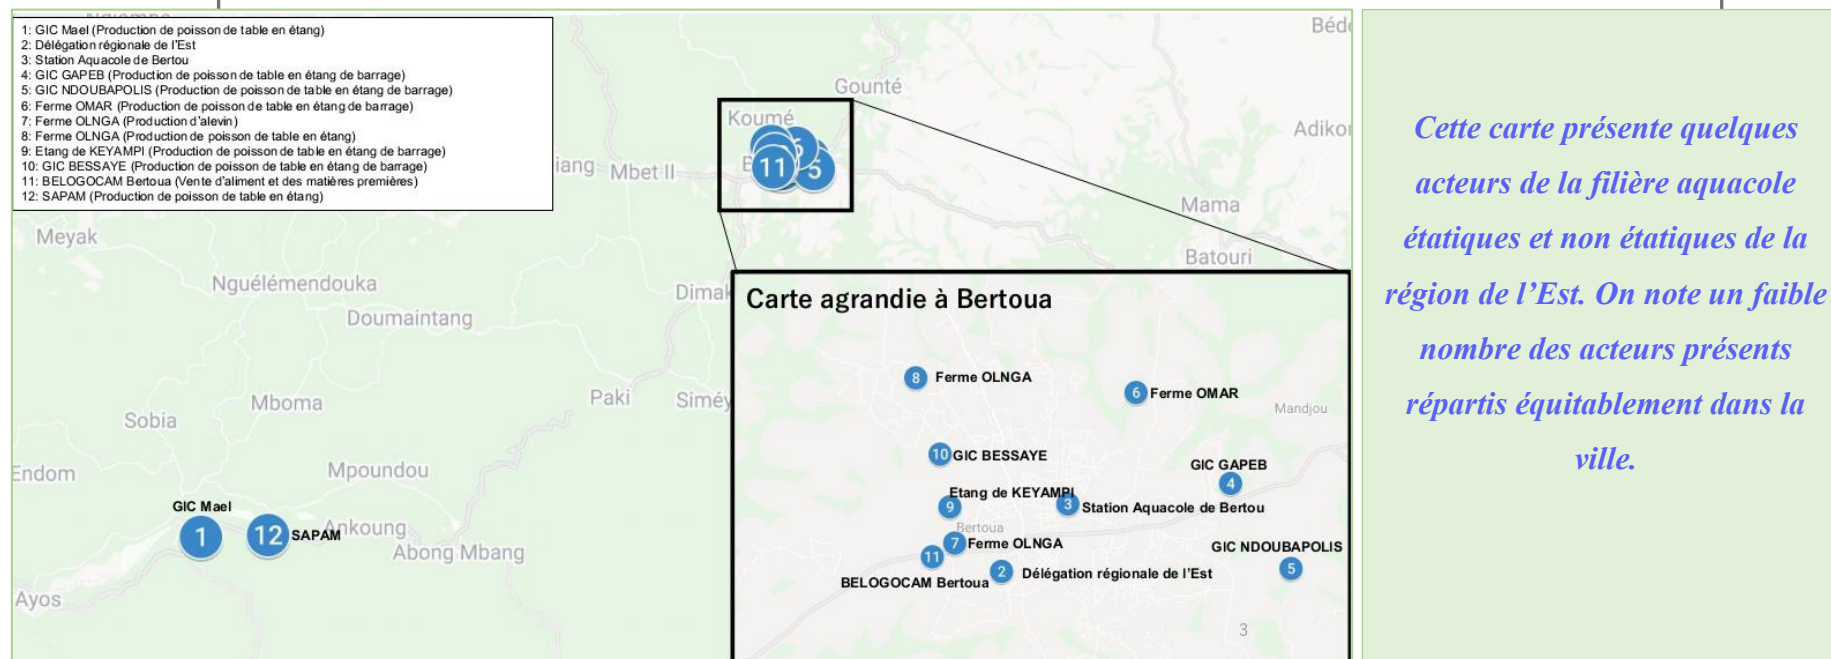 1: GIC Mael (Production de poisson de table en étang)
2: Délégation régionale de l'Est
3: Station Aquacole de Bertou
4: GIC GAPEB (Production de poisson de table en étang de barrage)
5: GIC NDOUBAPOLIS (Production de poisson de table en étang de barrage)
6: Ferme OMAR (Production de poisson de table en étang de barrage)
7: Ferme OLNGA (Production d'alevin)
8: Ferme OLNGA (Production de poisson de table en étang)
9: Etang de KEYAMPI (Production de poisson de table en étang de barrage)
10: GIC BESSAYE (Production de poisson de table en étang de barrage)
11: BELOGOCAM Bertoua (Vente d'aliment et des matières premières)
12: SAPAM (Production de poisson de table en étang)
Gounté
Koumé
Mbet II
11
5
Mama
Batouri
Meyak
Nguélémendouka
Doumaintang
Mboma
Sobia
Paki
Endom
Mpoundou
GIC Mael
1
12
SAPAM
Ankoung
Abong Mbang
Ayos
Carte agrandie à Bertoua
8
Ferme OLNGA
6
Ferme OMAR
Mandjou
10
GIC BESSAYE
GIC GAPEB
4
Etang de KEYAMPI
9
3
Station Aquacole de Bertou
Bertoua
7
Ferme OLNGA
11
BELOGOCAM Bertoua
2
Délégation régionale de l'Est
GIC NDOUBAPOLIS
5
3
Cette carte présente quelques
acteurs de la filière aquacole
étatiques et non étatiques de la
région de l'Est. On note un faible
nombre des acteurs présents
répartis équitablement dans la
ville.